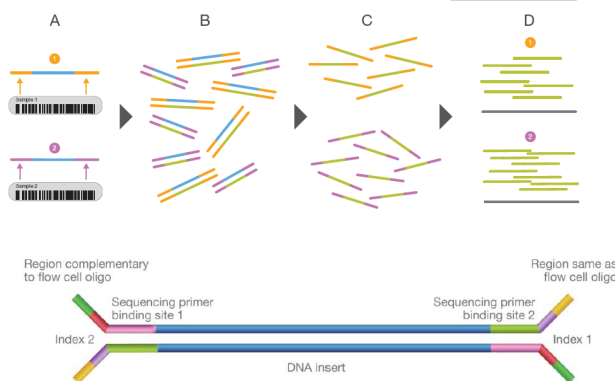 A
B
C
D
1
1
Sample 1
2
2
Sample 2
Region complementary
to flow cell oligo
Region same as
flow cell oligo
Sequencing primer
binding site 1
Sequencing primer
binding site 2
Index 2
Index 1
DNA insert